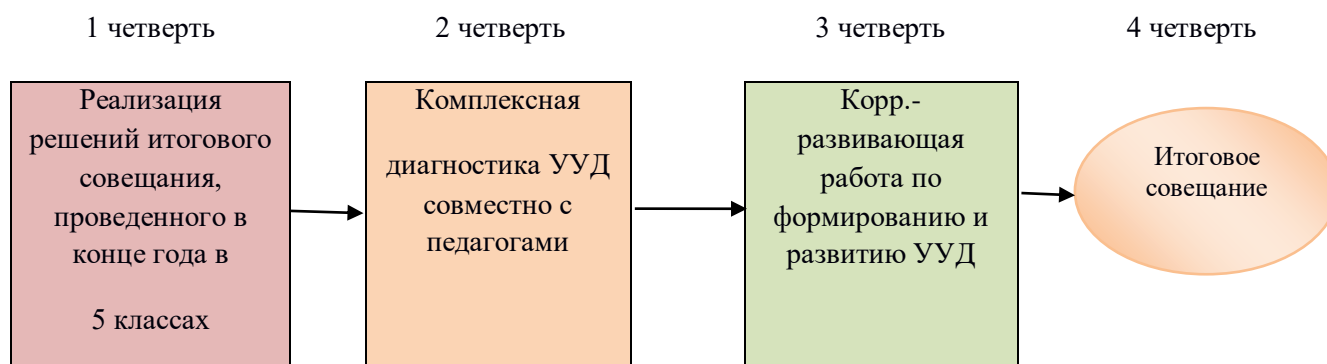 1 четверть
2 четверть
3 четверть
4 четверть
Реализация
решений итогового
совещания,
проведенного в
конце года в
5 классах
Комплексная
диагностика УУД
совместно с
педагогами
Корр.-
развивающая
работа по
формированию и
развитию УУД
Итоговое
совещание